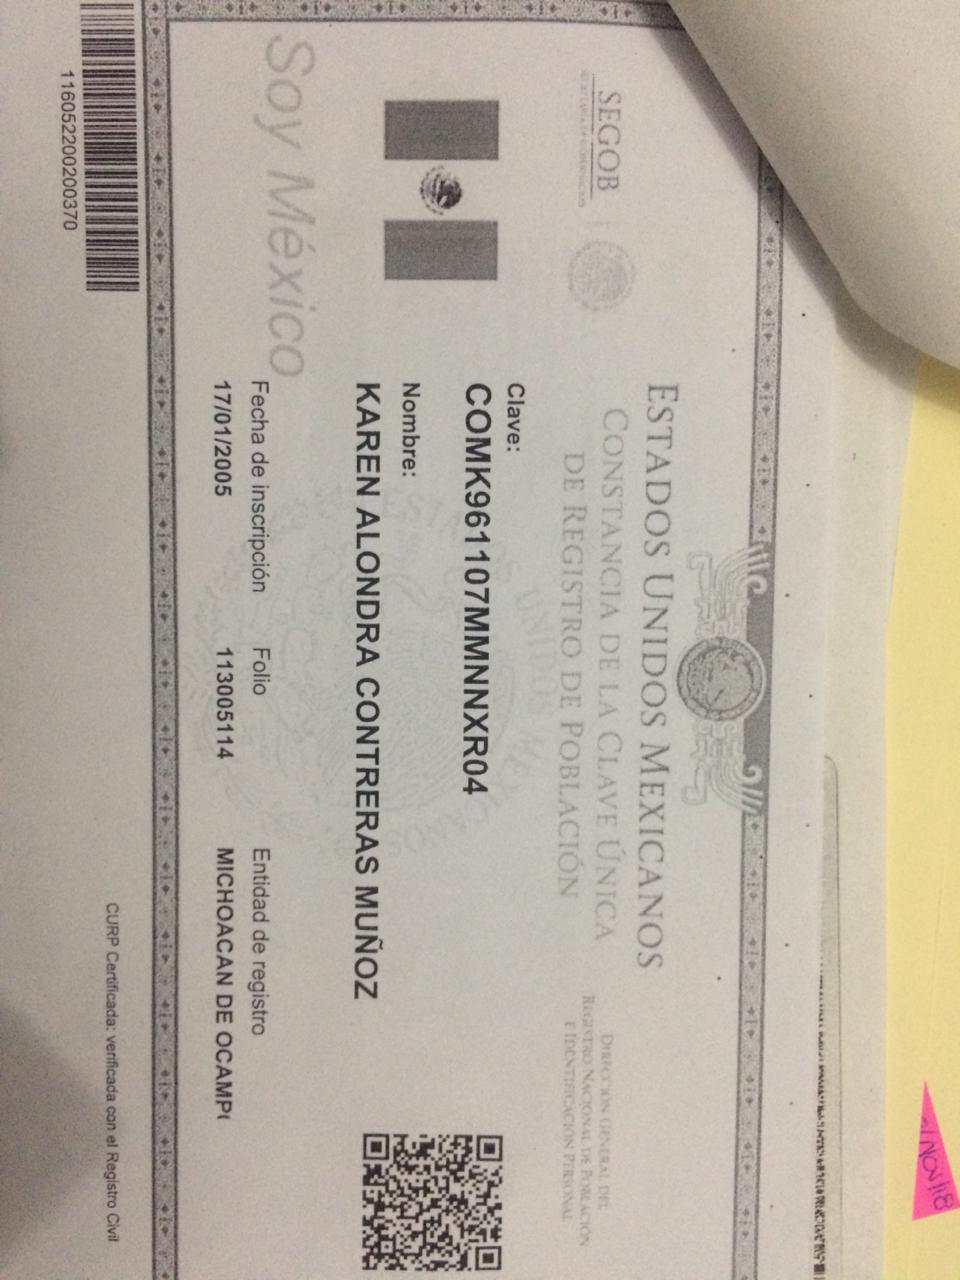 /NOV/18
ESTADOS UNIDOS MEXICANOS
CONSTANCIA DE LA CLAVE ÚNICA
DE REGISTRO DE POBLACIÓN
SEGOB
SECRETARÍA DE GOBERNACIÓN
DIRECCIÓN GENERAL DEL
REGISTRO NACIONAL DE POBLACIÓN
E IDENTIFICACIÓN PERSONAL
ESTADOS UNIDOS MEXICANOS
Clave:
COMK961107MMNNXR04
Nombre:
KAREN ALONDRA CONTRERAS MUÑOZ
Soy México
Fecha de inscripción Folio Entidad de registro
17/01/2005 113005114 MICHOACAN DE OCAMP
CURP Certificada: verificada con el Registro Civil
116052200200370